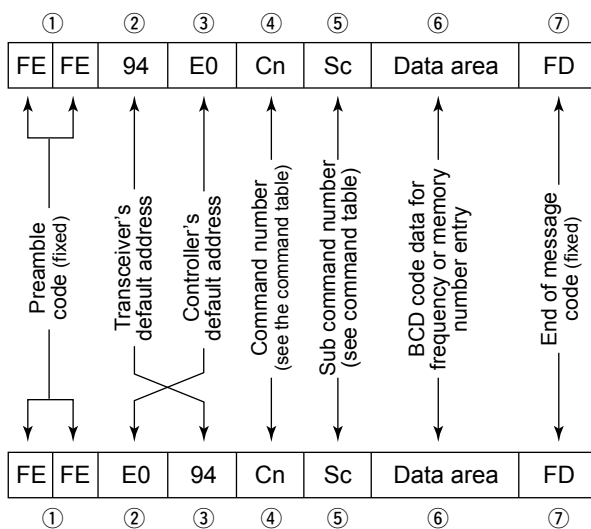 ① ② ③ ④ ⑤ ⑥ ⑦
FE FE 94 E0 Cn Sc Data area FD
Preamble
code (fixed)
Transceiver’s
default address
Controller’s
default address
Command number
(see the command table)
Sub command number
(see command table)
BCD code data for
frequency or memory
number entry
End of message
code (fixed)
FE FE E0 94 Cn Sc Data area FD
① ② ③ ④ ⑤ ⑥ ⑦